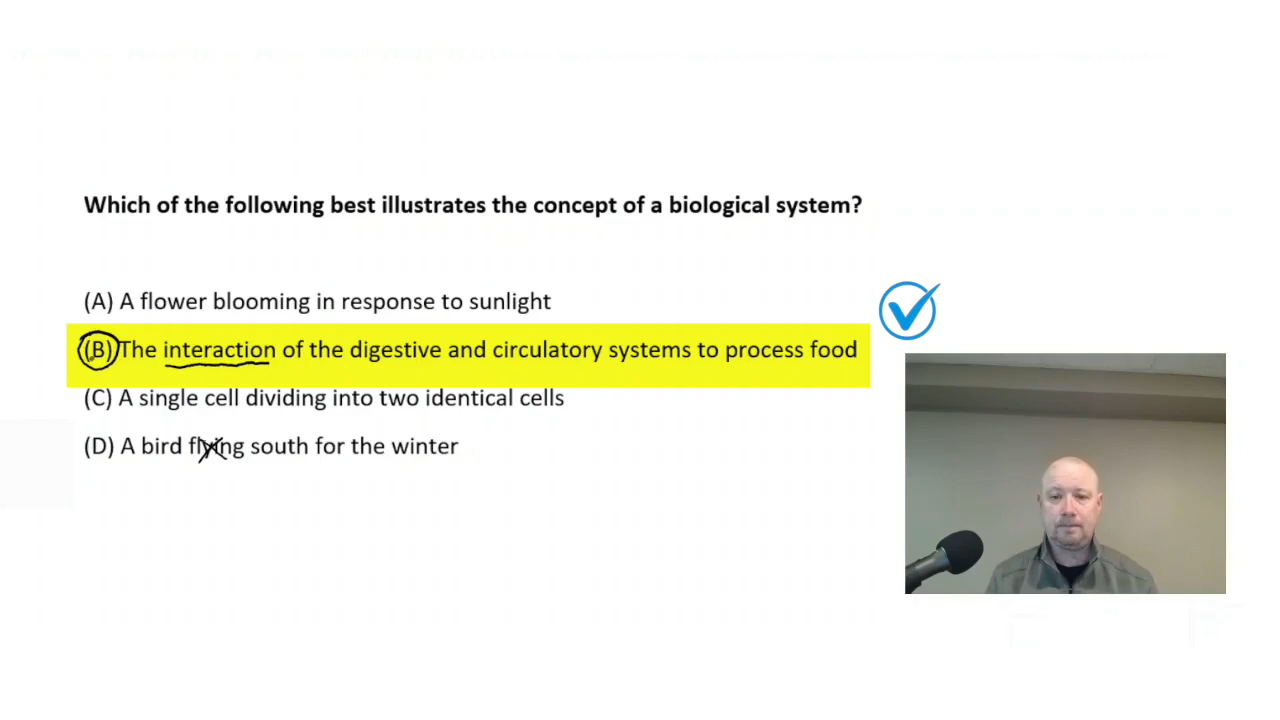 Which of the following best illustrates the concept of a biological system?
(A) A flower blooming in response to sunlight
(B) The interaction of the digestive and circulatory systems to process food
(C) A single cell dividing into two identical cells
(D) A bird flying south for the winter